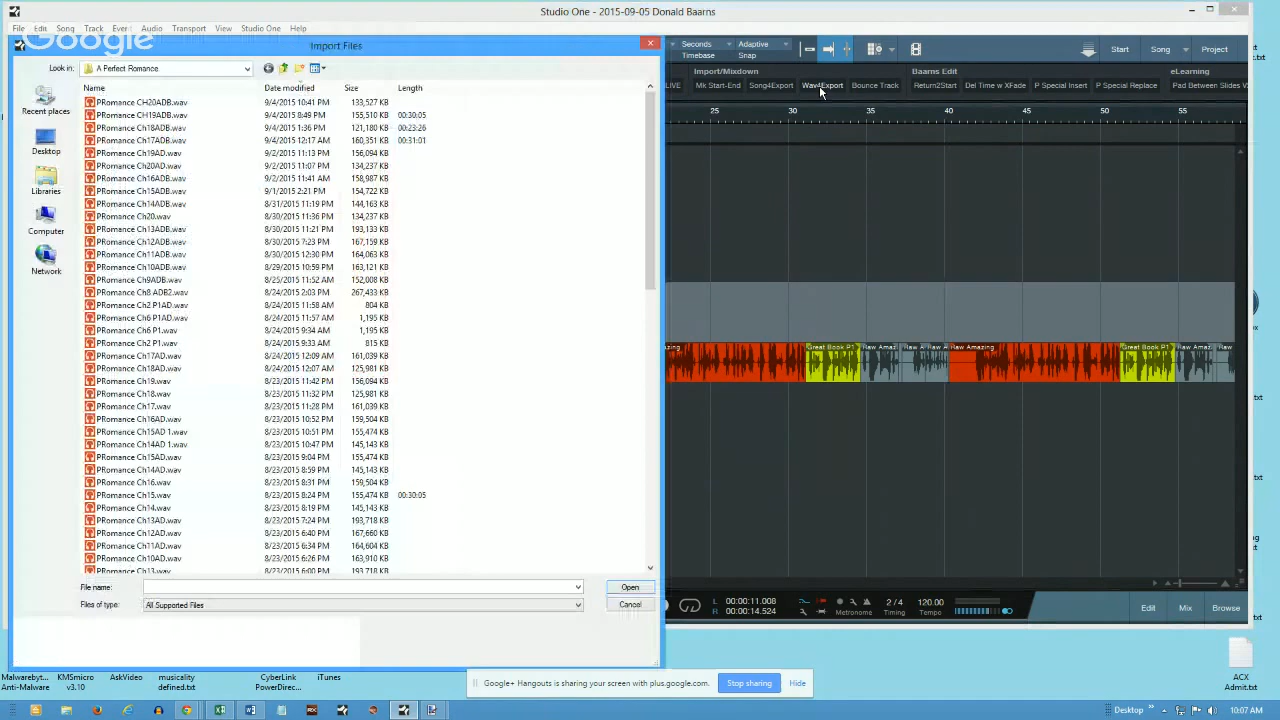 Studio One - 2015-09-05 Donald Baarns
File Edit Song Track Event Audio Transport View Studio One Help
Google
Import Files
Seconds Timebase Adaptive Snap Start Song Project
Look in: A Perfect Romance
Import/Mixdown Baarns Edit eLearning
LIVE Mk Start-End Song4Export Wav4Export Bounce Track Return2Start Del Time w XFade P Special Insert P Special Replace Pad Between Slides
25 30 35 40 45 50 55
Recent places
Desktop
Libraries
Computer
Network
Name Date modified Size Length
PRomance CH20ADB.wav 9/4/2015 10:41 PM 133,527 KB
PRomance CH19ADB.wav 9/4/2015 8:49 PM 155,510 KB 00:30:05
PRomance Ch18ADB.wav 9/4/2015 1:36 PM 121,180 KB 00:23:26
PRomance Ch17ADB.wav 9/4/2015 12:17 AM 160,351 KB 00:31:01
PRomance Ch19AD.wav 9/2/2015 11:13 PM 156,094 KB
PRomance Ch20AD.wav 9/2/2015 11:07 PM 134,237 KB
PRomance Ch16ADB.wav 9/2/2015 11:41 AM 158,987 KB
PRomance Ch15ADB.wav 9/1/2015 2:21 PM 154,722 KB
PRomance Ch14ADB.wav 8/31/2015 11:19 PM 144,163 KB
PRomance Ch20.wav 8/30/2015 11:36 PM 134,237 KB
PRomance Ch13ADB.wav 8/30/2015 11:21 PM 193,133 KB
PRomance Ch12ADB.wav 8/30/2015 7:23 PM 167,159 KB
PRomance Ch11ADB.wav 8/30/2015 12:30 PM 164,063 KB
PRomance Ch10ADB.wav 8/29/2015 10:59 PM 163,121 KB
PRomance Ch9ADB.wav 8/25/2015 11:52 AM 152,008 KB
PRomance Ch8 ADB2.wav 8/24/2015 2:03 PM 267,433 KB
PRomance Ch2 P1AD.wav 8/24/2015 11:58 AM 804 KB
PRomance Ch6 P1AD.wav 8/24/2015 11:57 AM 1,195 KB
PRomance Ch6 P1.wav 8/24/2015 9:34 AM 1,195 KB
PRomance Ch2 P1.wav 8/24/2015 9:33 AM 815 KB
PRomance Ch17AD.wav 8/24/2015 12:09 AM 161,039 KB
PRomance Ch18AD.wav 8/24/2015 12:07 AM 125,981 KB
PRomance Ch19.wav 8/23/2015 11:42 PM 156,094 KB
PRomance Ch18.wav 8/23/2015 11:32 PM 125,981 KB
PRomance Ch17.wav 8/23/2015 11:28 PM 161,039 KB
PRomance Ch16AD.wav 8/23/2015 10:52 PM 159,504 KB
PRomance Ch15AD 1.wav 8/23/2015 10:51 PM 155,474 KB
PRomance Ch14AD 1.wav 8/23/2015 10:47 PM 145,143 KB
PRomance Ch15AD.wav 8/23/2015 9:04 PM 155,474 KB
PRomance Ch14AD.wav 8/23/2015 8:59 PM 145,143 KB
PRomance Ch16.wav 8/23/2015 8:31 PM 159,504 KB
PRomance Ch15.wav 8/23/2015 8:24 PM 155,474 KB 00:30:05
PRomance Ch14.wav 8/23/2015 8:19 PM 145,143 KB
PRomance Ch13AD.wav 8/23/2015 7:24 PM 193,718 KB
PRomance Ch12AD.wav 8/23/2015 6:40 PM 167,660 KB
PRomance Ch11AD.wav 8/23/2015 6:34 PM 164,604 KB
PRomance Ch10AD.wav 8/23/2015 6:26 PM 163,910 KB
PRomance Ch13.wav 8/23/2015 6:00 PM 193,718 KB
Great Book P1 Raw Amaz Raw A Raw Amazing Great Book P1 Raw Amaz Raw
File name: Open
Files of type: All Supported Files Cancel
L 00:00:11.008
R 00:00:14.524
Metronome 2/4 Timing 120.00 Tempo
Edit Mix Browse
Malwarebyt... Anti-Malware
KMSmicro v3.10
AskVideo
musicality defined.txt
CyberLink PowerDirec...
iTunes
Google+ Hangouts is sharing your screen with plus.google.com. Stop sharing Hide
ACX Admit.txt
Desktop 10:07 AM